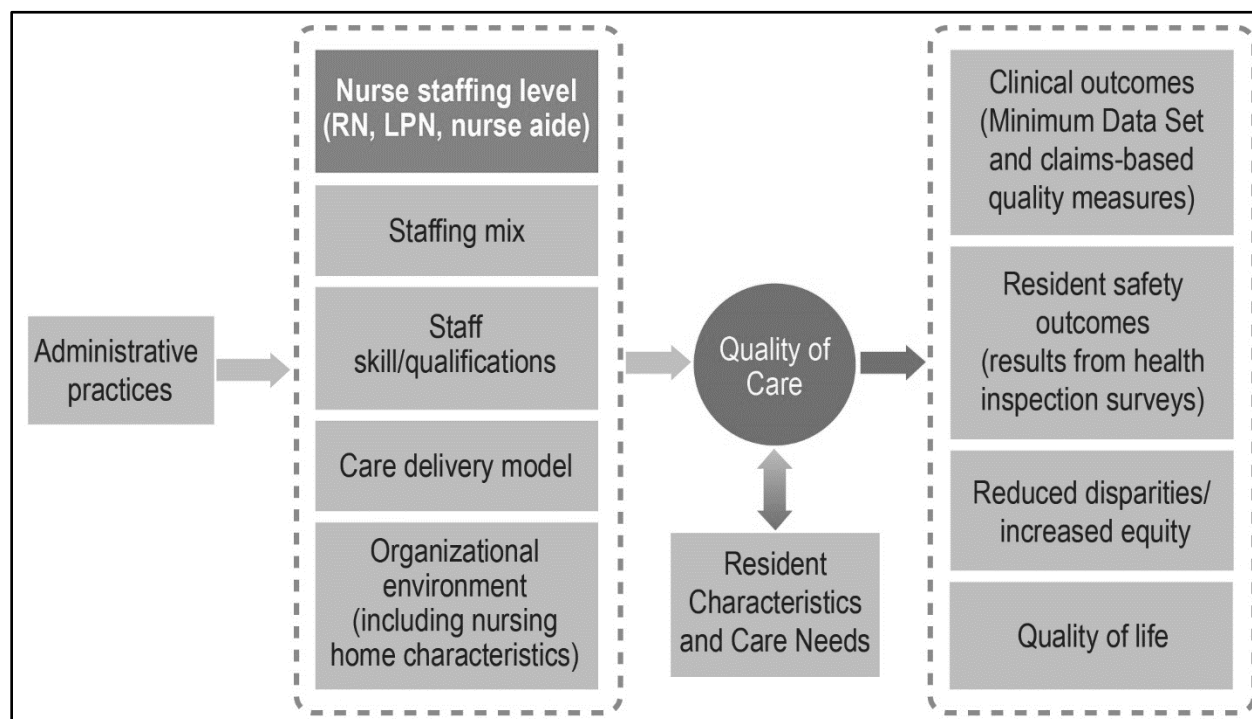 Administrative
practices
Nurse staffing level
(RN, LPN, nurse aide)
Staffing mix
Staff
skill/qualifications
Care delivery model
Organizational
environment
(including nursing
home characteristics)
Quality of
Care
Resident
Characteristics
and Care Needs
Clinical outcomes
(Minimum Data Set
and claims-based
quality measures)
Resident safety
outcomes
(results from health
inspection surveys)
Reduced disparities/
increased equity
Quality of life